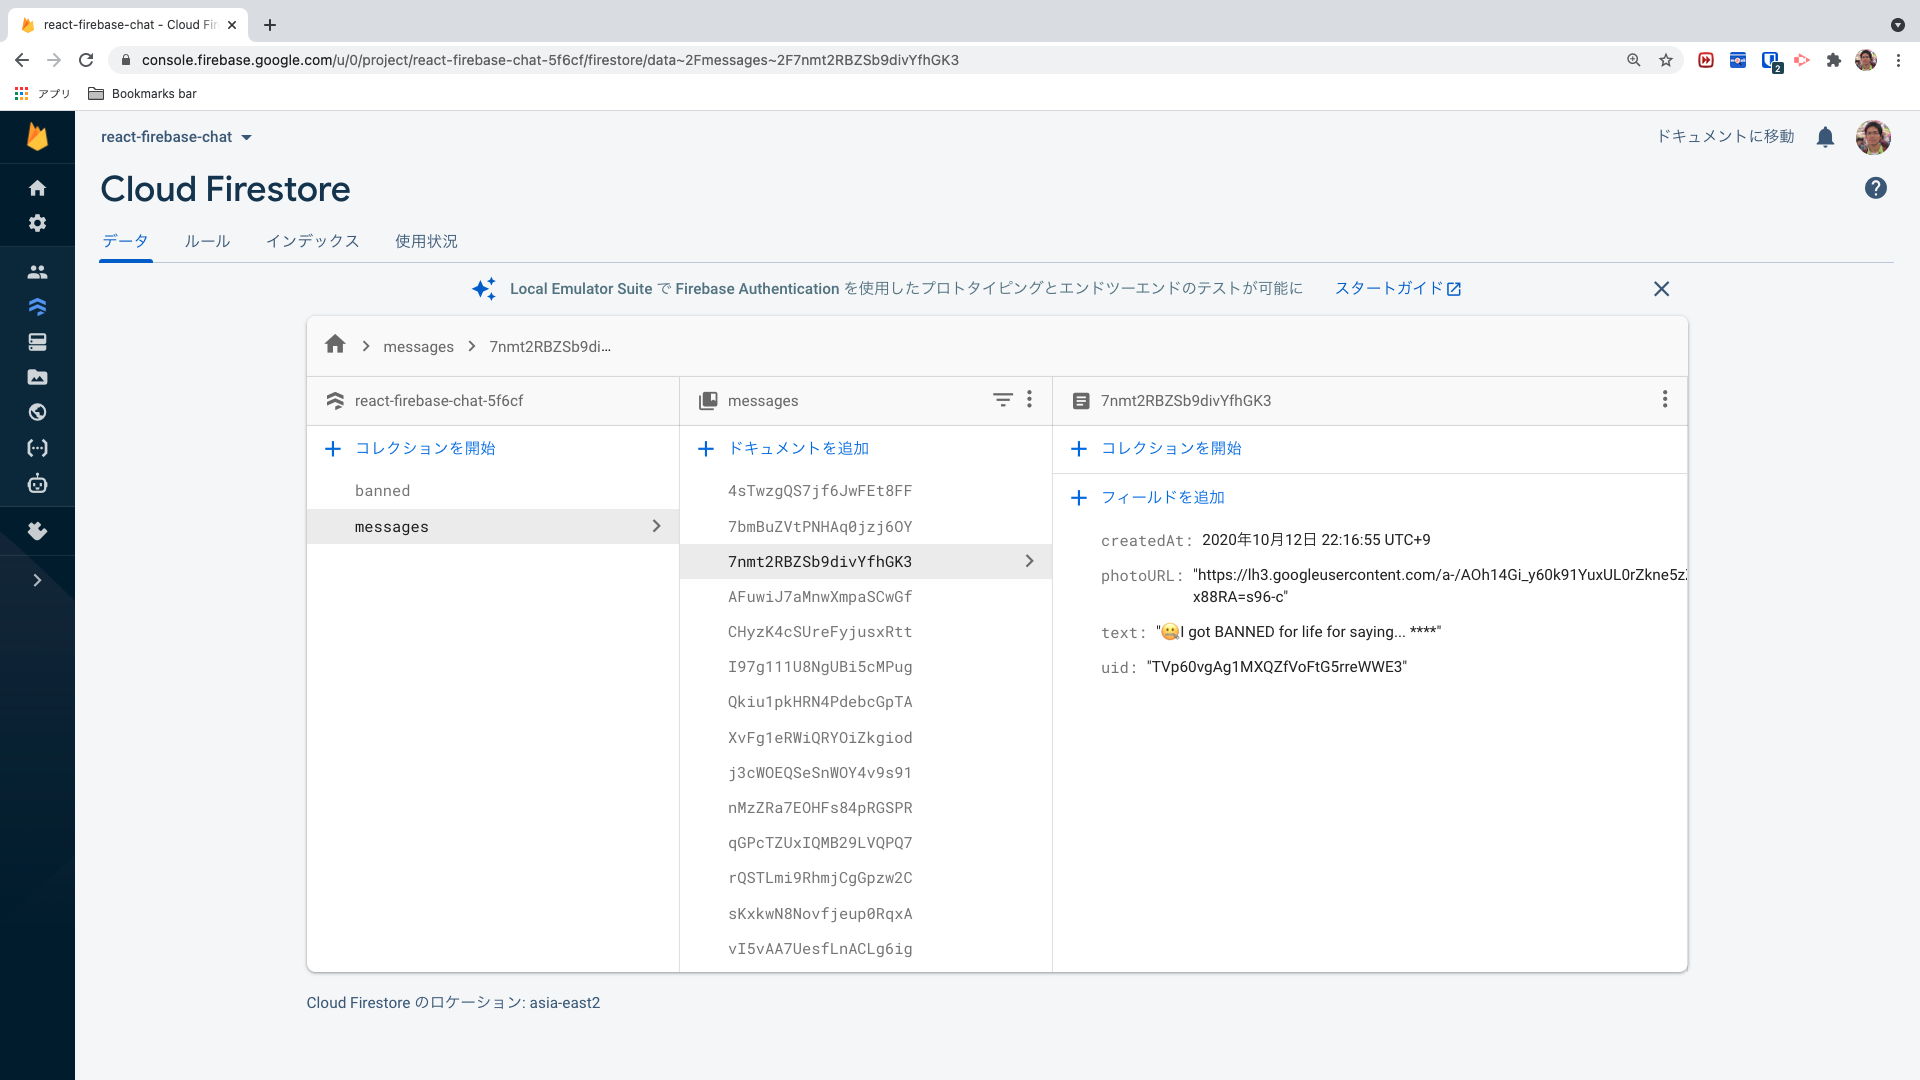 react-firebase-chat - Cloud Fir
console.firebase.google.com/u/0/project/react-firebase-chat-5f6cf/firestore/data~2Fmessages~2F7nmt2RBZSb9divYfhGK3
2
アプリ
Bookmarks bar
react-firebase-chat
ドキュメントに移動
Cloud Firestore
?
データ ルール インデックス 使用状況
Local Emulator Suite で Firebase Authentication を使用したプロトタイピングとエンドツーエンドのテストが可能に スタートガイド
messages 7nmt2RBZSb9di...
react-firebase-chat-5f6cf
コレクションを開始
banned
messages
messages
ドキュメントを追加
4sTwzgQS7jf6JwFEt8FF
7bmBuZVtPNHAq0jzj6OY
7nmt2RBZSb9divYfhGK3
AFuwiJ7aMnwXmpaSCwGf
CHyzK4cSUreFyjusxRtt
I97g111U8NgUBi5cMPug
Qkiu1pkHRN4PdebcGpTA
XvFg1eRWiQRYOiZkgiod
j3cWOEQSeSnWOY4v9s91
nMzZRa7EOHFs84pRGSPR
qGPcTZUxIQMB29LVQPQ7
rQSTLmi9RhmjCgGpzw2C
sKxkwN8Novfjeup0RqxA
vI5vAA7UesfLnACLg6ig
7nmt2RBZSb9divYfhGK3
コレクションを開始
フィールドを追加
createdAt: 2020年10月12日 22:16:55 UTC+9
photoURL: "https://lh3.googleusercontent.com/a-/AOh14Gi_y60k91YuxUL0rZkne5z
x88RA=s96-c"
text: "🤐I got BANNED for life for saying... ****"
uid: "TVp60vgAg1MXQZfVoFtG5rreWWE3"
Cloud Firestore のロケーション: asia-east2